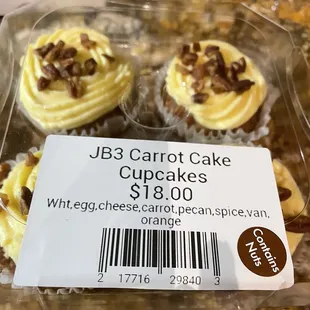 JB3 Carrot Cake
Cupcakes
$18.00
Wht,egg,cheese,carrot,pecan,spice,van,
orange
Contains
Nuts
2 17716 29840 3